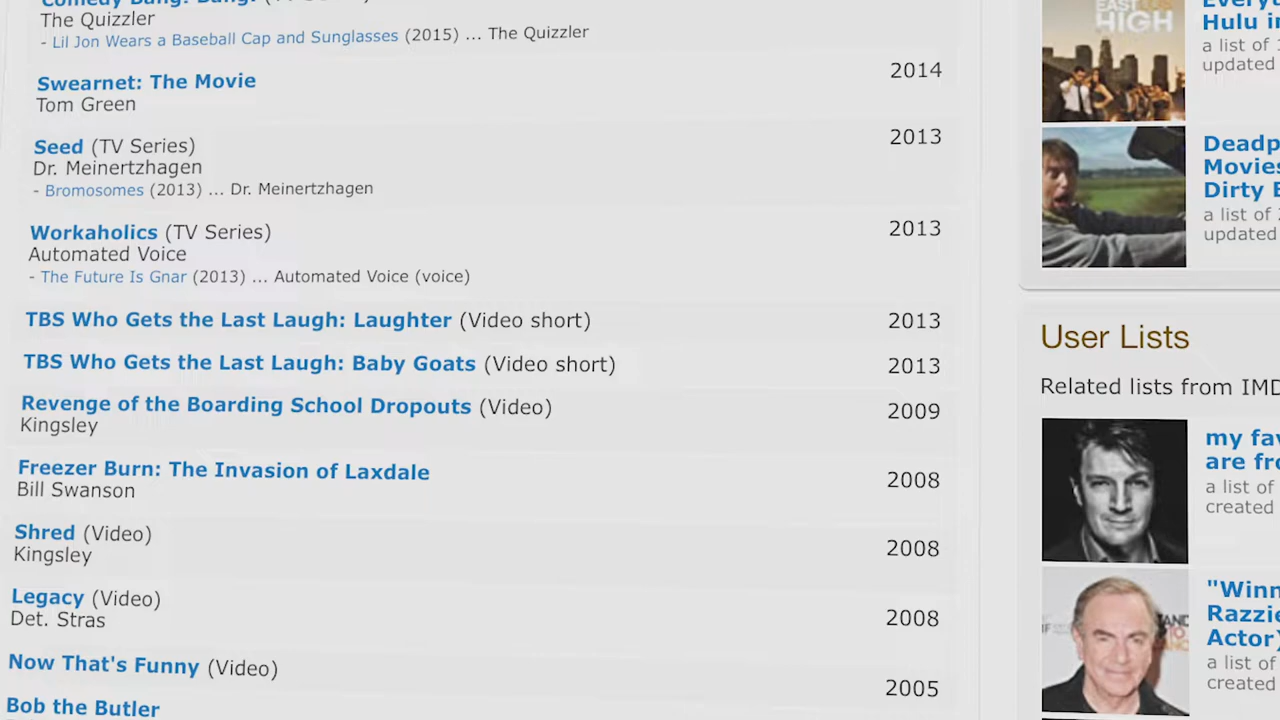 Comedy Bang! Bang!
The Quizzler
- Lil Jon Wears a Baseball Cap and Sunglasses (2015) ... The Quizzler
Swearnet: The Movie 2014
Tom Green
Seed (TV Series) 2013
Dr. Meinertzhagen
- Bromosomes (2013) ... Dr. Meinertzhagen
Workaholics (TV Series) 2013
Automated Voice
- The Future Is Gnar (2013) ... Automated Voice (voice)
TBS Who Gets the Last Laugh: Laughter (Video short) 2013
TBS Who Gets the Last Laugh: Baby Goats (Video short) 2013
Revenge of the Boarding School Dropouts (Video) 2009
Kingsley
Freezer Burn: The Invasion of Laxdale 2008
Bill Swanson
Shred (Video) 2008
Kingsley
Legacy (Video) 2008
Det. Stras
Now That's Funny (Video)
2005
Bob the Butler
EAST
HIGH
Hulu in
a list of
updated
Deadp
Movies
Dirty
a list of
updated
User Lists
Related lists from IMD
my fav
are fro
a list of
created
"Winn
Razzie
Actor)
a list of
created